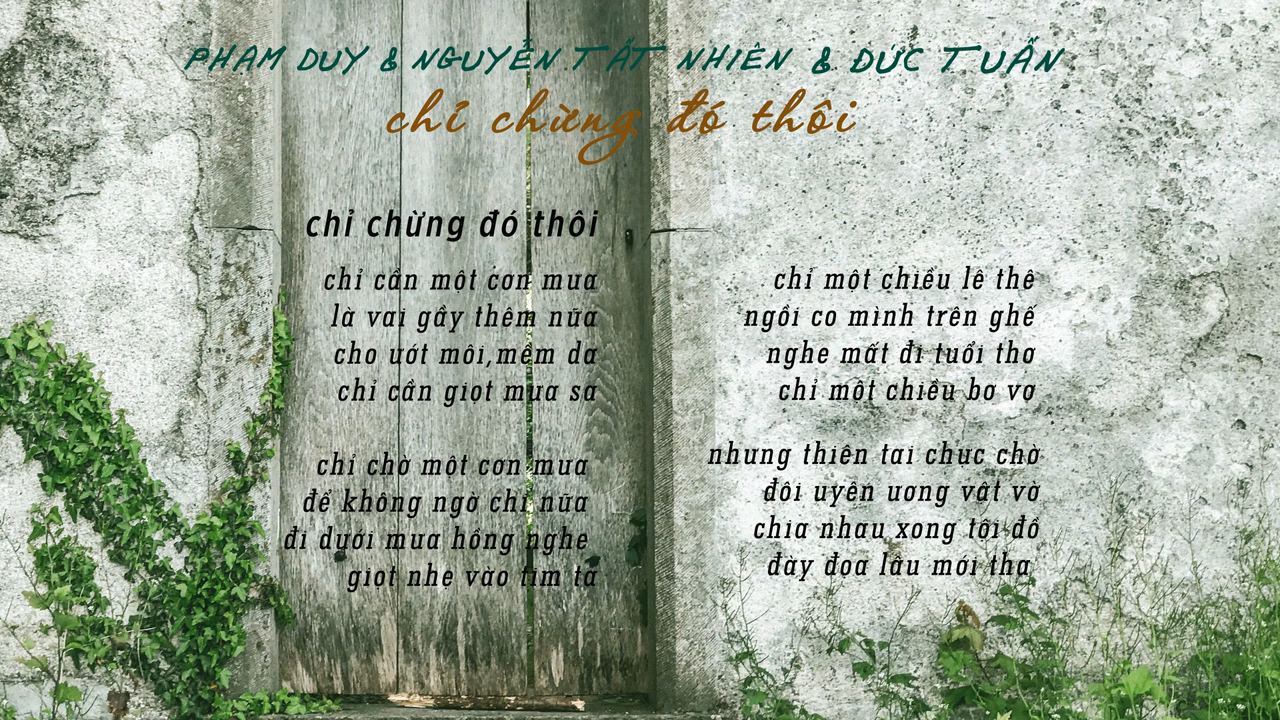 PHẠM DUY & NGUYỄN TẤT NHIÊN & ĐỨC TUẤN
chỉ chừng đó thôi
chỉ chừng đó thôi
chỉ cần một cơn mưa
là vai gầy thêm nữa
cho ướt môi,mềm da
chỉ cần giọt mưa sa
chỉ chờ một cơn mưa
để không ngờ chi nữa
đi dưới mưa hồng nghe
giọt nhẹ vào tim ta
chỉ một chiều lê thê
ngồi co mình trên ghế
nghe mất đi tuổi thơ
chỉ một chiều bơ vơ
nhưng thiên tai chực chờ
đôi uyên ương vật vờ
chia nhau xong tội đồ
đày đọa lâu mới tha